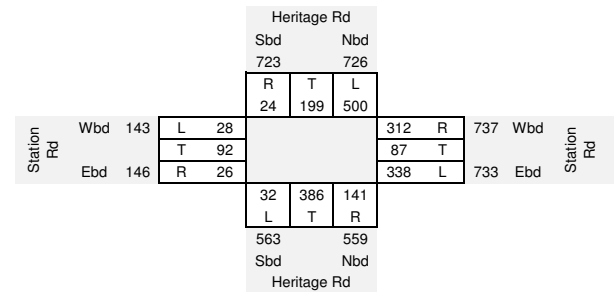 Heritage Rd
Sbd Nbd
723 726
R T L
24 199 500
Station Rd Wbd 143 L 28 312 R 737 Wbd Station Rd
T 92 87 T
Ebd 146 R 26 338 L 733 Ebd
32 386 141
L T R
563 559
Sbd Nbd
Heritage Rd